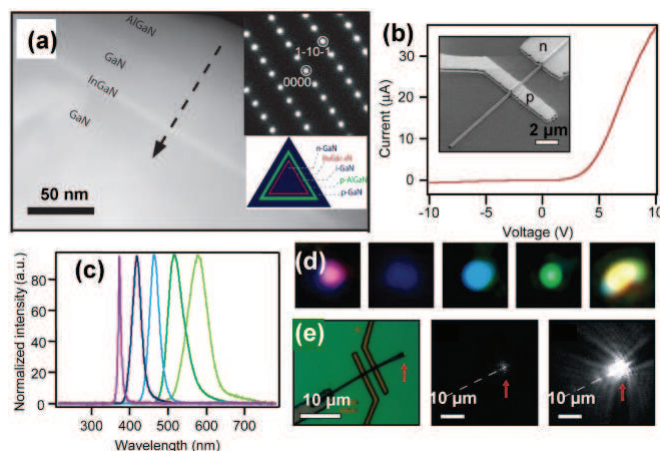 (a)
AlGaN
GaN
InGaN
GaN
50 nm
1-10-1
0000
n-GaN
i-GaN
p-AlGaN
p-GaN
(b)
Current (µA)
30
20
10
0
n
p
2 µm
-10
-5
0
5
10
Voltage (V)
(c)
Normalized intensity (a.u.)
80
60
40
20
0
200
300
400
500
600
700
Wavelength (nm)
(d)
(e)
10 µm
10 µm
10 µm